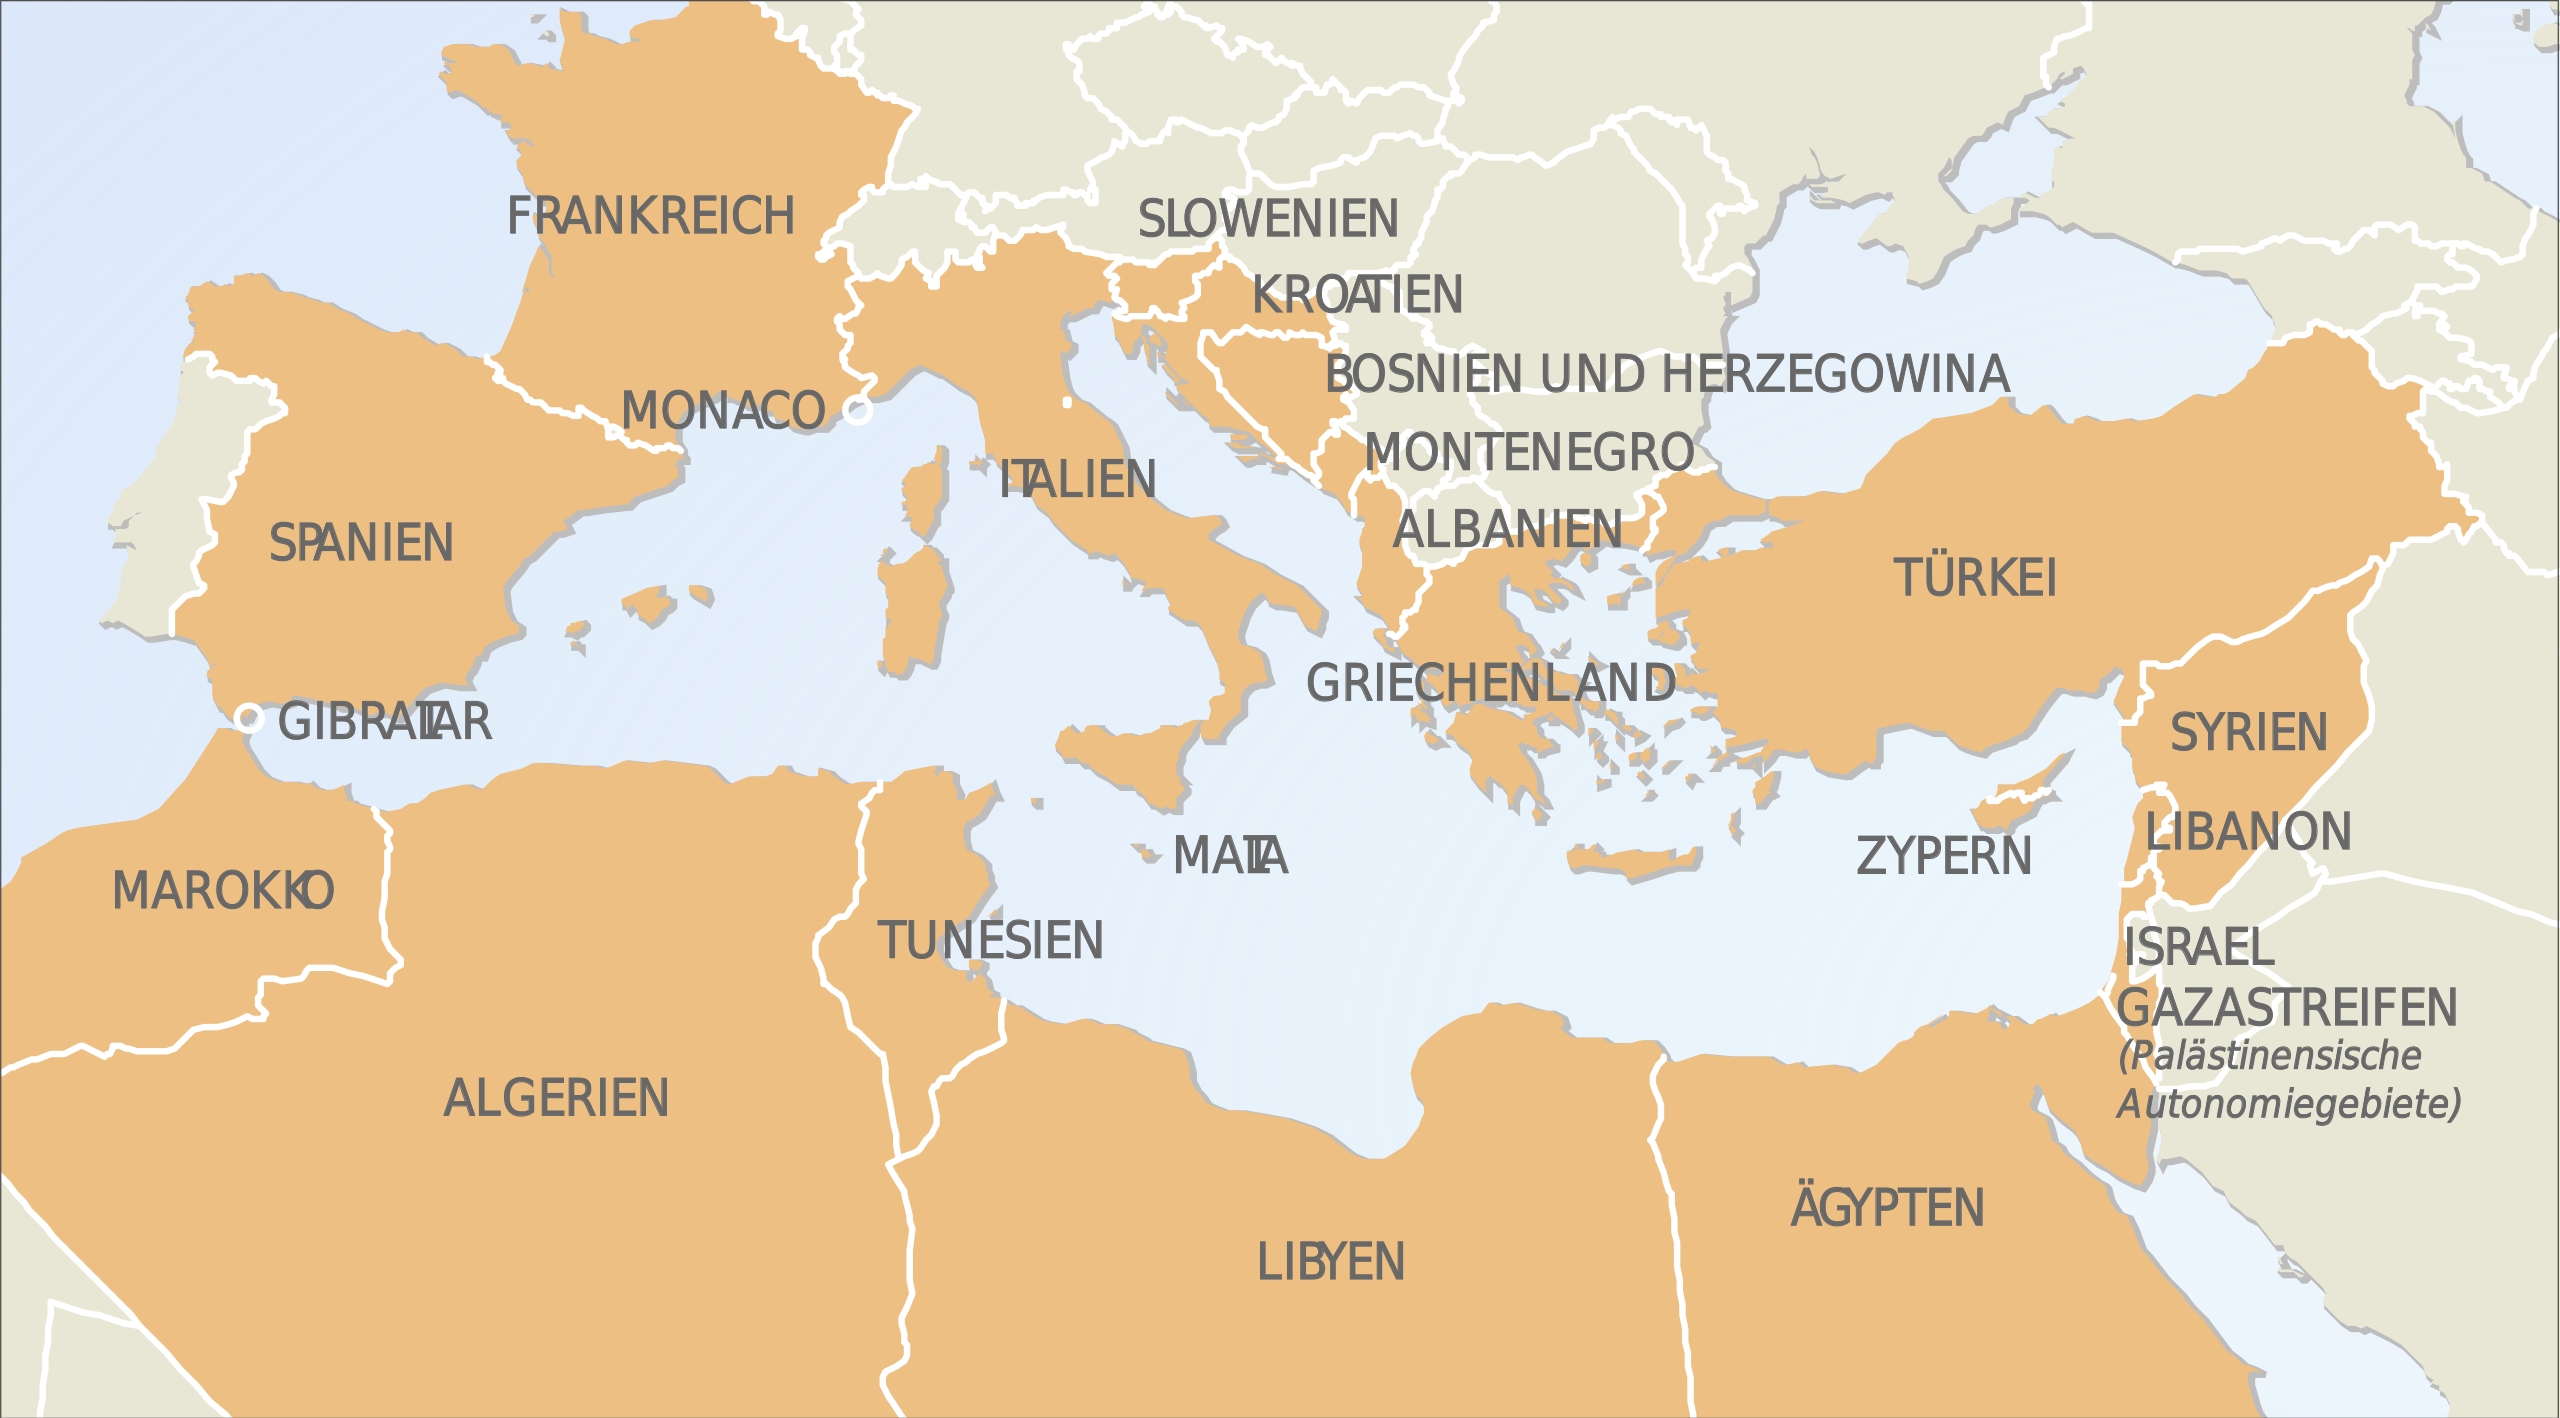 FRANKREICH
SLOWENIEN
KROATIEN
BOSNIEN UND HERZEGOWINA
MONACO
MONTENEGRO
ITALIEN
SPANIEN
ALBANIEN
TÜRKEI
GRIECHENLAND
GIBRALTAR
SYRIEN
LIBANON
MALTA
ZYPERN
MAROKKO
TUNESIEN
ISRAEL
GAZASTREIFEN
(Palästinensische
Autonomiegebiete)
ALGERIEN
ÄGYPTEN
LIBYEN